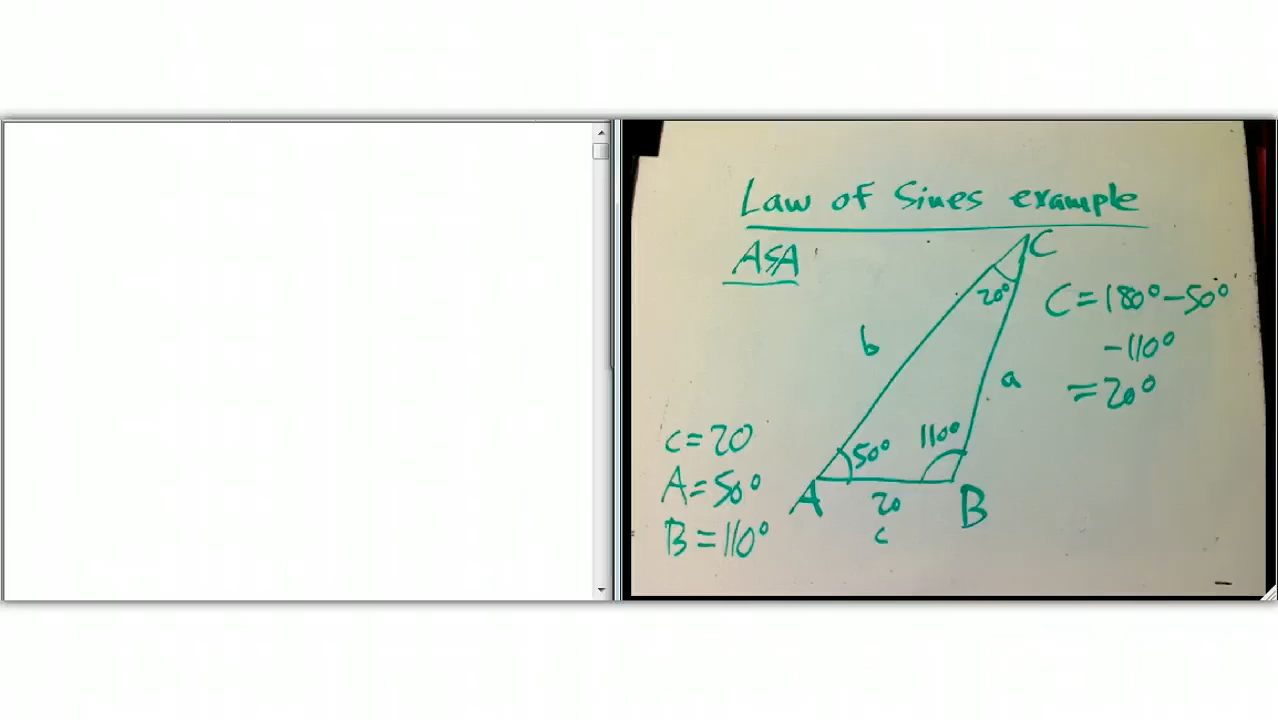 Law of Sines example
ASA
C
20°
C = 180° - 50°
- 110°
= 20°
b
a
c = 20
A = 50°
B = 110°
50°
110°
A
20
B
c